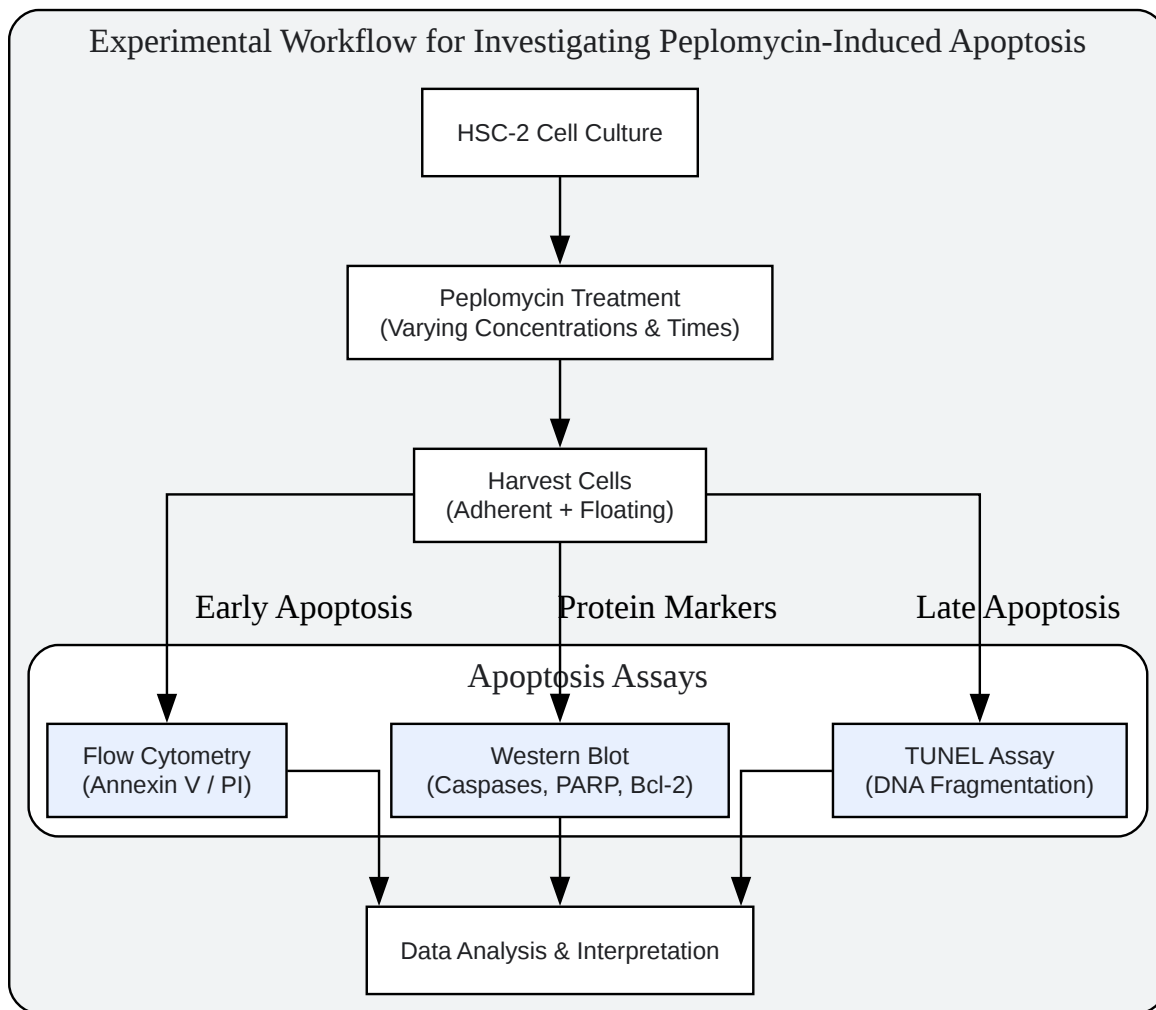 Experimental Workflow for Investigating Peplomycin-Induced Apoptosis
HSC-2 Cell Culture
Peplomycin Treatment
(Varying Concentrations & Times)
Harvest Cells
(Adherent + Floating)
Early Apoptosis
Protein Markers
Late Apoptosis
Apoptosis Assays
Flow Cytometry
(Annexin V / PI)
Western Blot
(Caspases, PARP, Bcl-2)
TUNEL Assay
(DNA Fragmentation)
Data Analysis & Interpretation